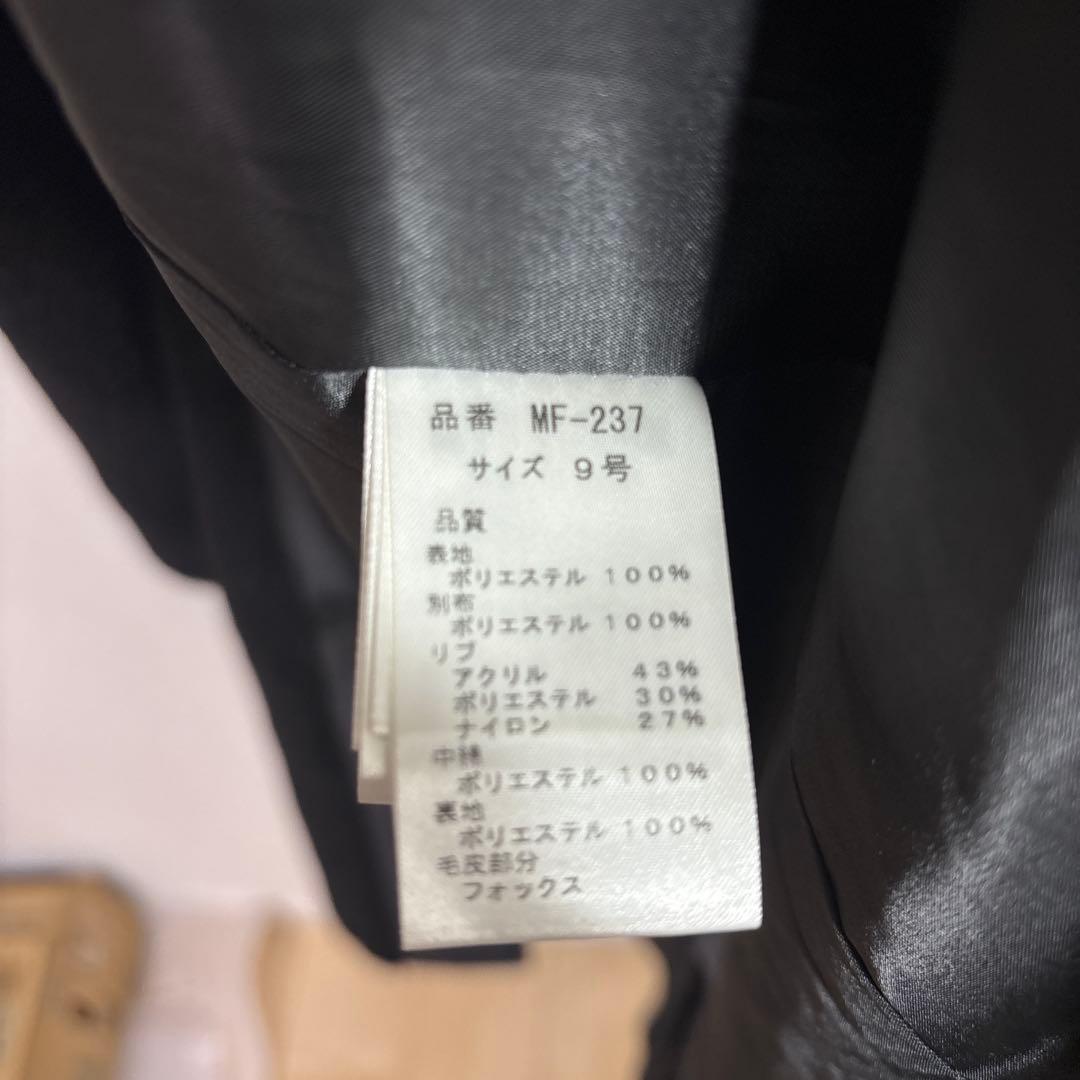 品番 MF-237
サイズ 9号
品質
表地
ポリエステル 100%
別布
ポリエステル 100%
リブ
アクリル 43%
ポリエステル 30%
ナイロン 27%
中綿
ポリエステル 100%
裏地
ポリエステル 100%
毛皮部分
フォックス